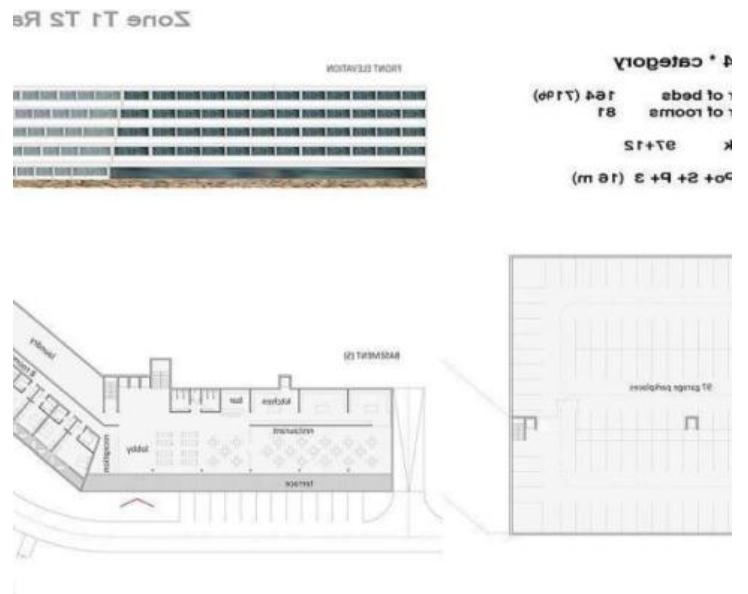 Zone T1 T2 Ra
4 * category
FRONT ELEVATION
r of beds 164 (71%)
r of rooms 81
k 97+12
Po+ S+ P+ 3 (16 m)
BASEMENT (S)
laundry
97 garage parkplaces
kitchen
bar
restaurant
lobby
reception
terrace